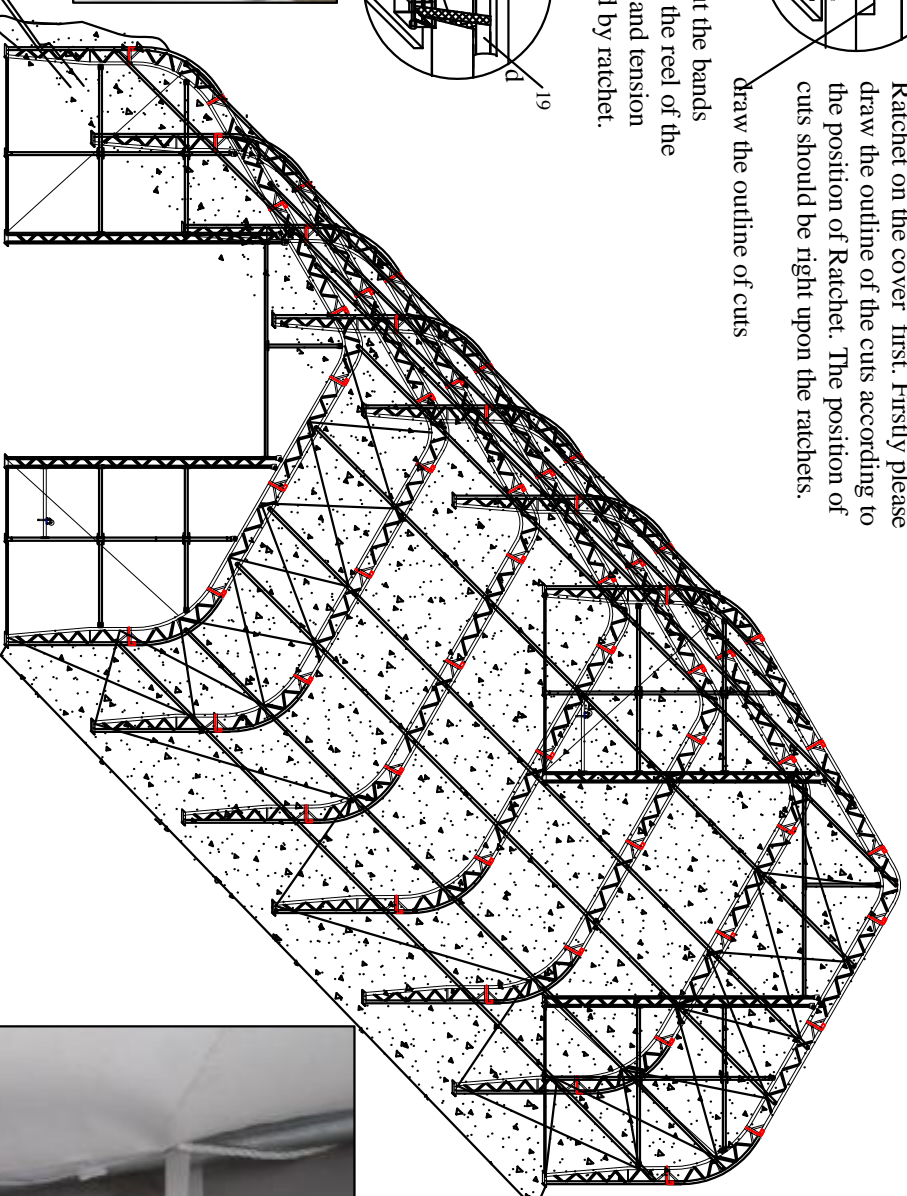 Ratchet on the cover first. Firstly please
draw the outline of the cuts according to
the position of Ratchet. The position of
cuts should be right upon the ratchets.
draw the outline of cuts
the bands
the reel of the
and tension
by ratchet.
19
d